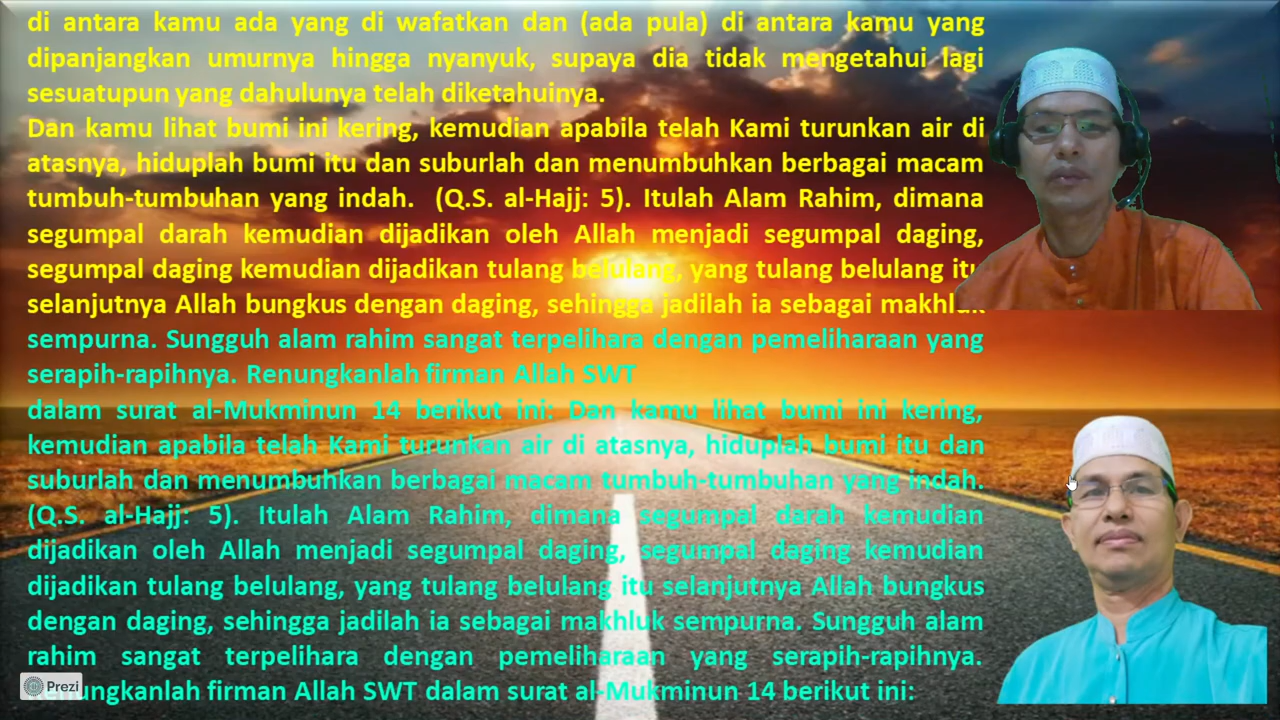 di antara kamu ada yang di wafatkan dan (ada pula) di antara kamu yang
dipanjangkan umurnya hingga nyanyuk, supaya dia tidak mengetahui lagi
sesuatupun yang dahulunya telah diketahuinya.
Dan kamu lihat bumi ini kering, kemudian apabila telah Kami turunkan air di
atasnya, hiduplah bumi itu dan suburlah dan menumbuhkan berbagai macam
tumbuh-tumbuhan yang indah. (Q.S. al-Hajj: 5). Itulah Alam Rahim, dimana
segumpal darah kemudian dijadikan oleh Allah menjadi segumpal daging,
segumpal daging kemudian dijadikan tulang belulang, yang tulang belulang itu
selanjutnya Allah bungkus dengan daging, sehingga jadilah ia sebagai makhluk
sempurna. Sungguh alam rahim sangat terpelihara dengan pemeliharaan yang
serapih-rapihnya. Renungkanlah firman Allah SWT
dalam surat al-Mukminun 14 berikut ini: Dan kamu lihat bumi ini kering,
kemudian apabila telah Kami turunkan air di atasnya, hiduplah bumi itu dan
suburlah dan menumbuhkan berbagai macam tumbuh-tumbuhan yang indah.
(Q.S. al-Hajj: 5). Itulah Alam Rahim, dimana segumpal darah kemudian
dijadikan oleh Allah menjadi segumpal daging, segumpal daging kemudian
dijadikan tulang belulang, yang tulang belulang itu selanjutnya Allah bungkus
dengan daging, sehingga jadilah ia sebagai makhluk sempurna. Sungguh alam
rahim sangat terpelihara dengan pemeliharaan yang serapih-rapihnya.
Renungkanlah firman Allah SWT dalam surat al-Mukminun 14 berikut ini:
Prezi